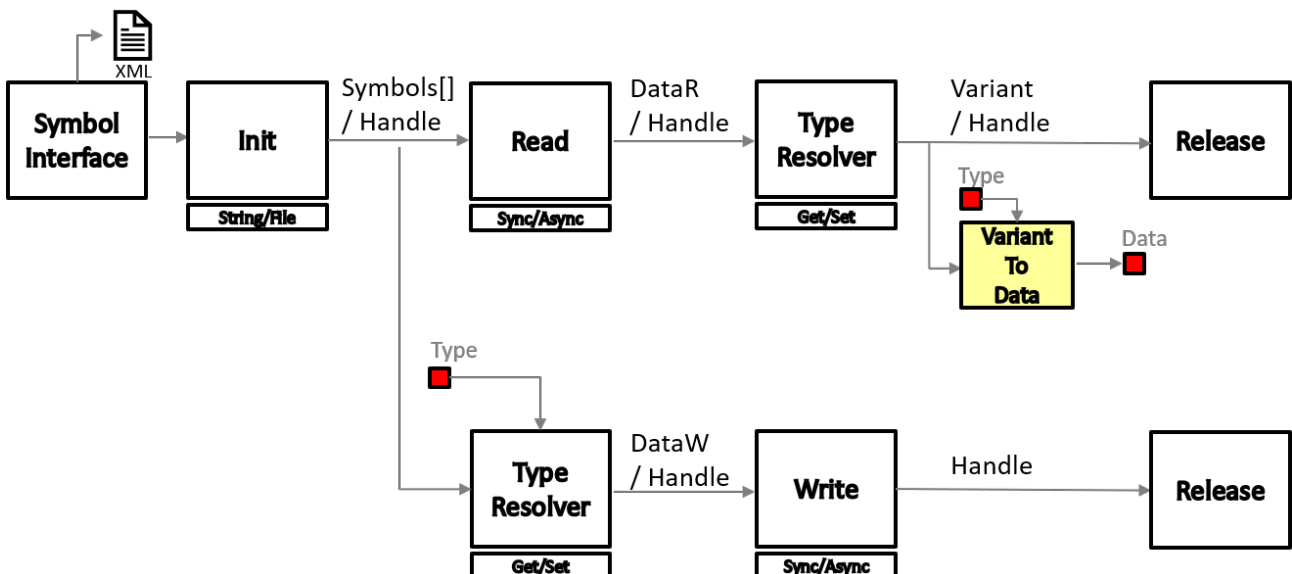 XML
Symbol
Interface
Init
String/File
Symbols[]
/ Handle
Read
Sync/Async
DataR
/ Handle
Type
Resolver
Get/Set
Variant
/ Handle
Release
Type
Variant
To
Data
Data
Type
Type
Resolver
Get/Set
DataW
/ Handle
Write
Sync/Async
Handle
Release